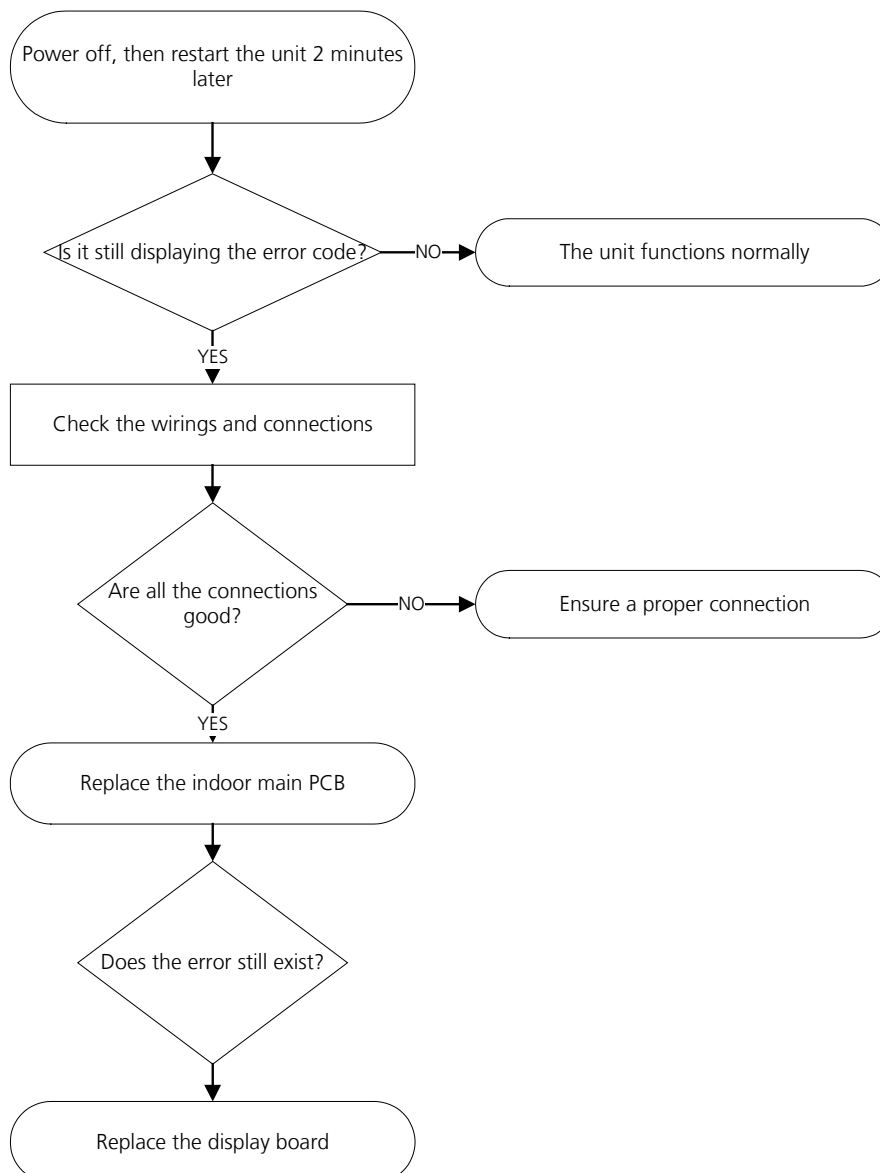 Power off, then restart the unit 2 minutes
later
Is it still displaying the error code?
NO
The unit functions normally
YES
Check the wirings and connections
Are all the connections
good?
NO
Ensure a proper connection
YES
Replace the indoor main PCB
Does the error still exist?
Replace the display board